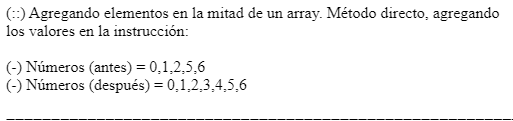 (::) Agregando elementos en la mitad de un array. Método directo, agregando
los valores en la instrucción:
(-) Números (antes) = 0,1,2,5,6
(-) Números (después) = 0,1,2,3,4,5,6